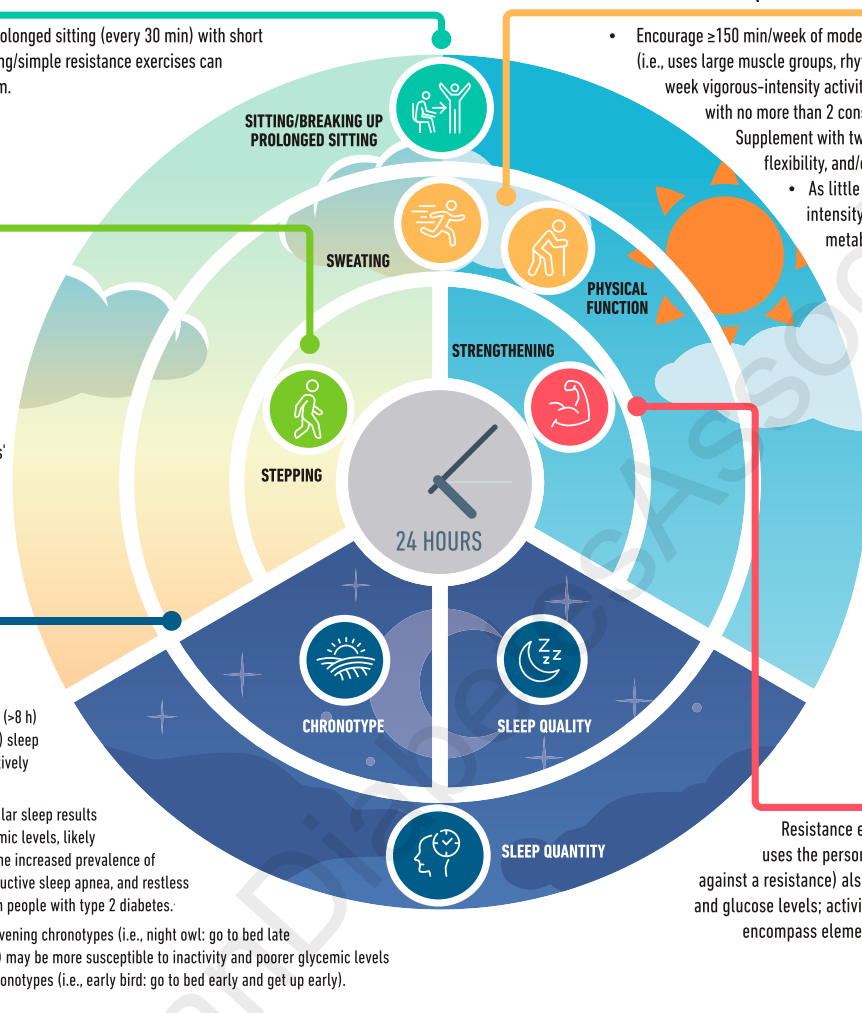 olonged sitting (every 30 min) with short
ng/simple resistance exercises can
m.
SITTING/BREAKING UP
PROLONGED SITTING
• Encourage ≥150 min/week of mode
(i.e., uses large muscle groups, rhy
week vigorous-intensity activit
with no more than 2 cons
Supplement with tw
flexibility, and/
• As little
intensity
metab
SWEATING
PHYSICAL
FUNCTION
STRENGTHENING
STEPPING
s'
24 HOURS
CHRONOTYPE
SLEEP QUALITY
SLEEP QUANTITY
(>8 h)
) sleep
tively
lar sleep results
mic levels, likely
he increased prevalence of
uctive sleep apnea, and restless
n people with type 2 diabetes.
vening chronotypes (i.e., night owl: go to bed late
) may be more susceptible to inactivity and poorer glycemic levels
onotypes (i.e., early bird: go to bed early and get up early).
Resistance e
uses the person
against a resistance) als
and glucose levels; activi
encompass eleme
anDiabetesAssoc